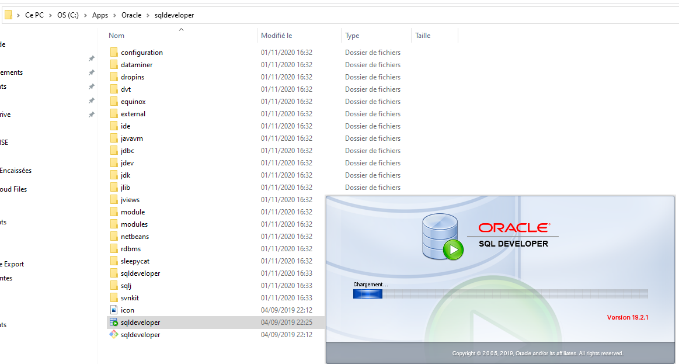 Ce PC > OS (C:) > Apps > Oracle > sqldeveloper
Nom Modifié le Type Taille
configuration 01/11/2020 16:32 Dossier de fichiers
dataminer 01/11/2020 16:32 Dossier de fichiers
dropins 01/11/2020 16:32 Dossier de fichiers
dvt 01/11/2020 16:32 Dossier de fichiers
equinox 01/11/2020 16:32 Dossier de fichiers
external 01/11/2020 16:32 Dossier de fichiers
ide 01/11/2020 16:32 Dossier de fichiers
javavm 01/11/2020 16:32 Dossier de fichiers
jdbc 01/11/2020 16:32 Dossier de fichiers
jdev 01/11/2020 16:32 Dossier de fichiers
jdk 01/11/2020 16:32 Dossier de fichiers
jlib 01/11/2020 16:32 Dossier de fichiers
jviews 01/11/2020 16:32
module 01/11/2020 16:32
modules 01/11/2020 16:32
netbeans 01/11/2020 16:32
rdbms 01/11/2020 16:32
sleepycat 01/11/2020 16:32
sqldeveloper 01/11/2020 16:33
sqlj 01/11/2020 16:33
svnkit 01/11/2020 16:33
icon 04/09/2019 22:12
sqldeveloper 04/09/2019 22:25
sqldeveloper 04/09/2019 22:12
de
ements
nts
rive
ISE
Encaissées
oud Files
nts
e Export
ntes
nts
ORACLE
SQL DEVELOPER
Chargement...
Version 19.2.1
Copyright © 2005, 2019, Oracle and/or its affiliates. All rights reserved.